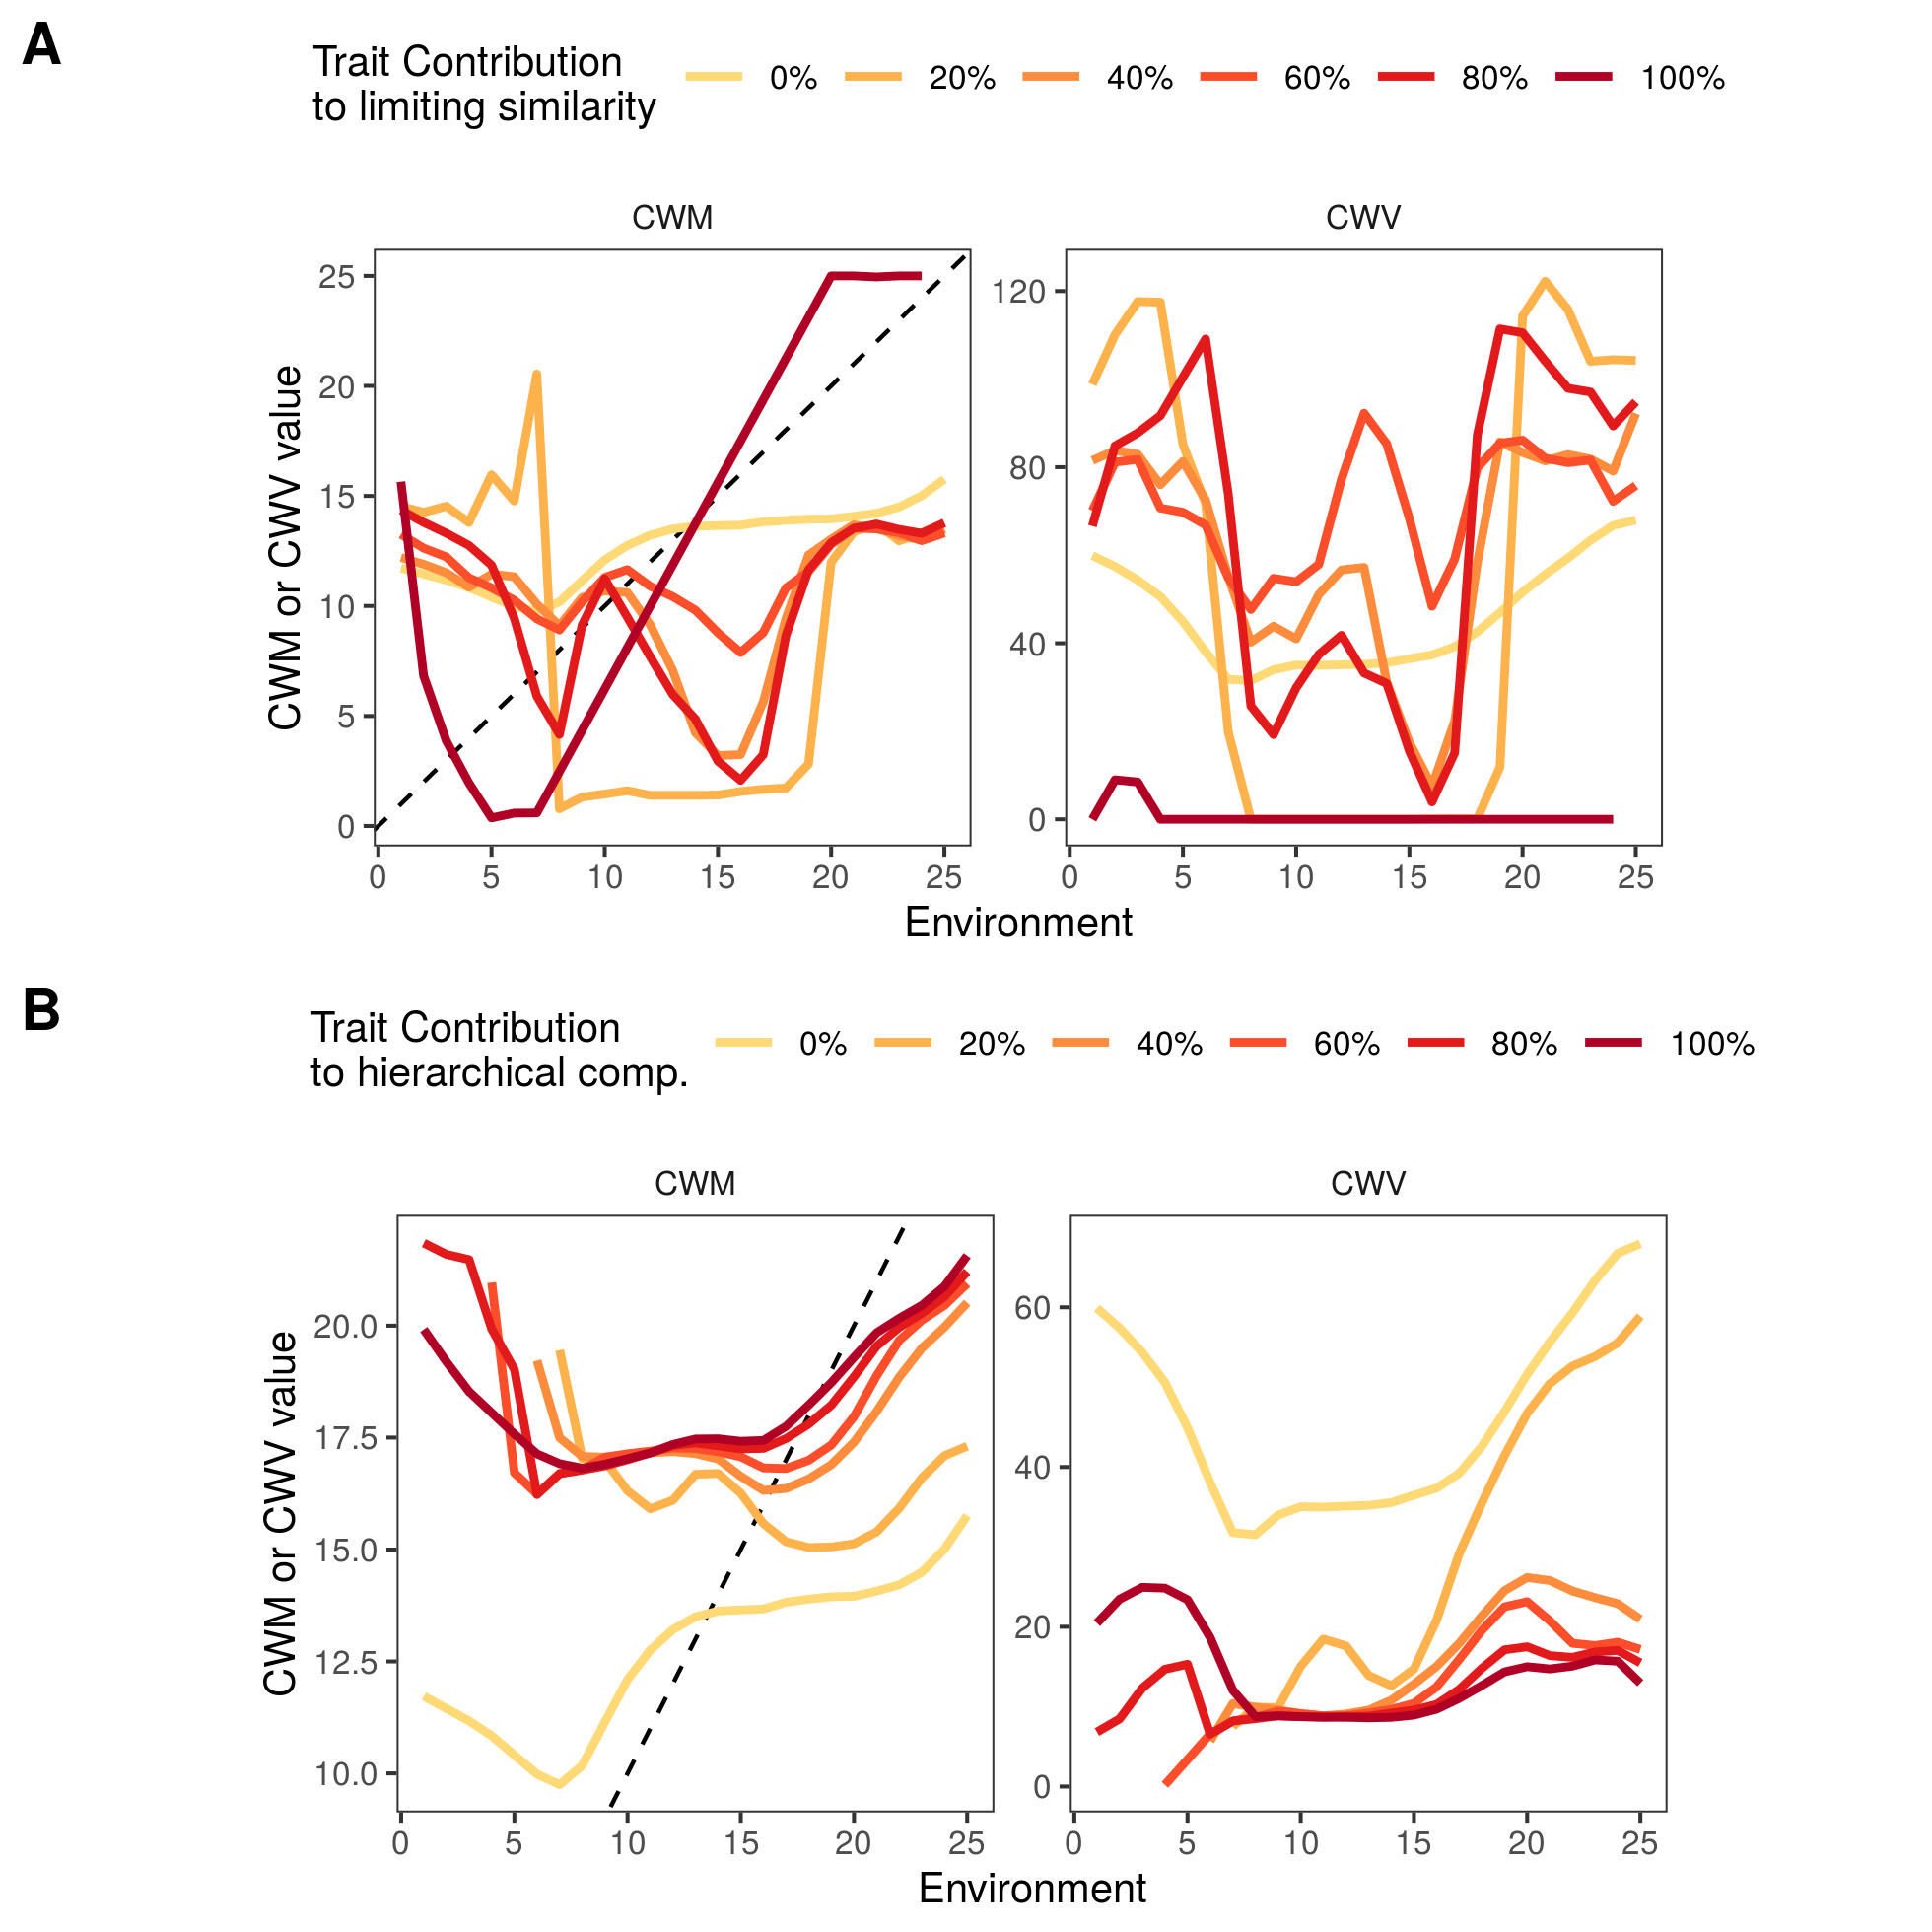 A
Trait Contribution
to limiting similarity
0% 20% 40% 60% 80% 100%
CWM CWV
CWM or CWV value
25
20
15
10
5
0
0 5 10 15 20 25
120
80
40
0
0 5 10 15 20 25
Environment
B
Trait Contribution
to hierarchical comp.
0% 20% 40% 60% 80% 100%
CWM CWV
CWM or CWV value
20.0
17.5
15.0
12.5
10.0
0 5 10 15 20 25
60
40
20
0
0 5 10 15 20 25
Environment